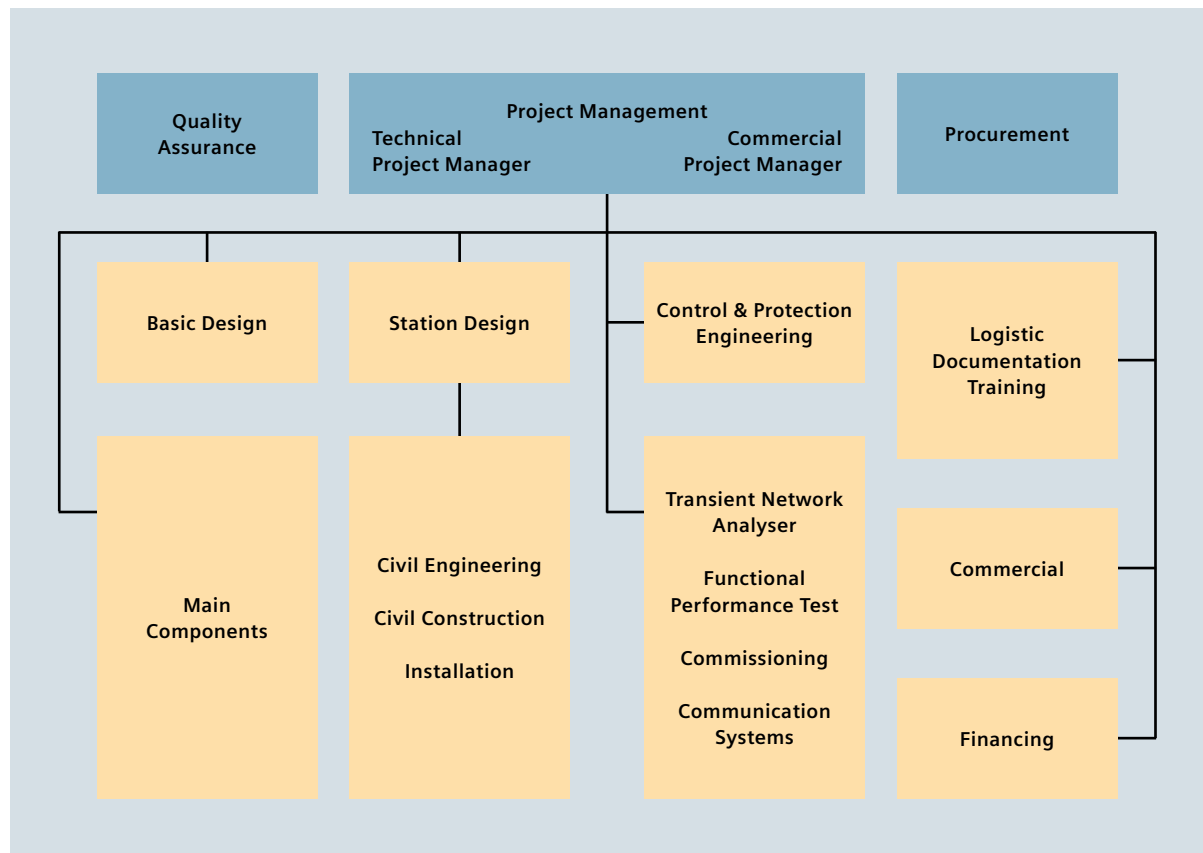 Quality
Assurance
Project Management
Technical
Project Manager
Commercial
Project Manager
Procurement
Basic Design
Station Design
Control & Protection
Engineering
Logistic
Documentation
Training
Main
Components
Civil Engineering
Civil Construction
Installation
Transient Network
Analyser
Functional
Performance Test
Commissioning
Communication
Systems
Commercial
Financing